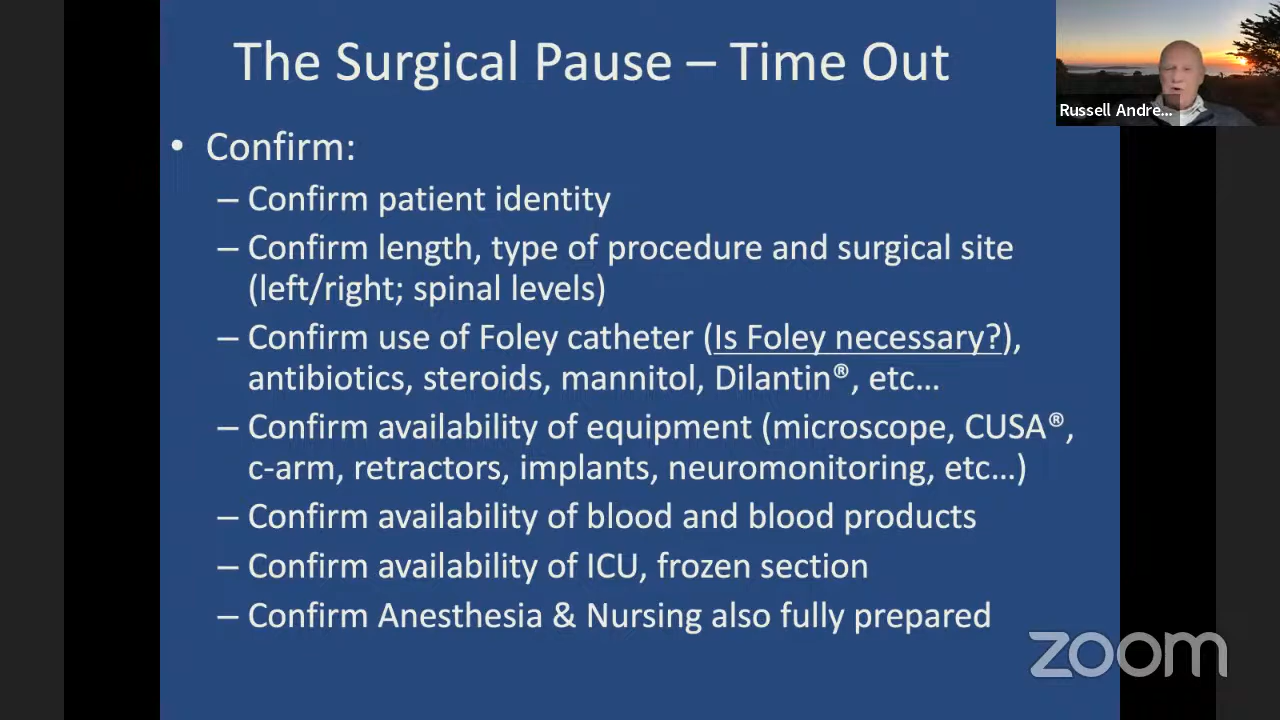 The Surgical Pause – Time Out
Russell Andre...
• Confirm:
– Confirm patient identity
– Confirm length, type of procedure and surgical site
(left/right; spinal levels)
– Confirm use of Foley catheter (Is Foley necessary?),
antibiotics, steroids, mannitol, Dilantin®, etc…
– Confirm availability of equipment (microscope, CUSA®,
c-arm, retractors, implants, neuromonitoring, etc…)
– Confirm availability of blood and blood products
– Confirm availability of ICU, frozen section
– Confirm Anesthesia & Nursing also fully prepared
zoom